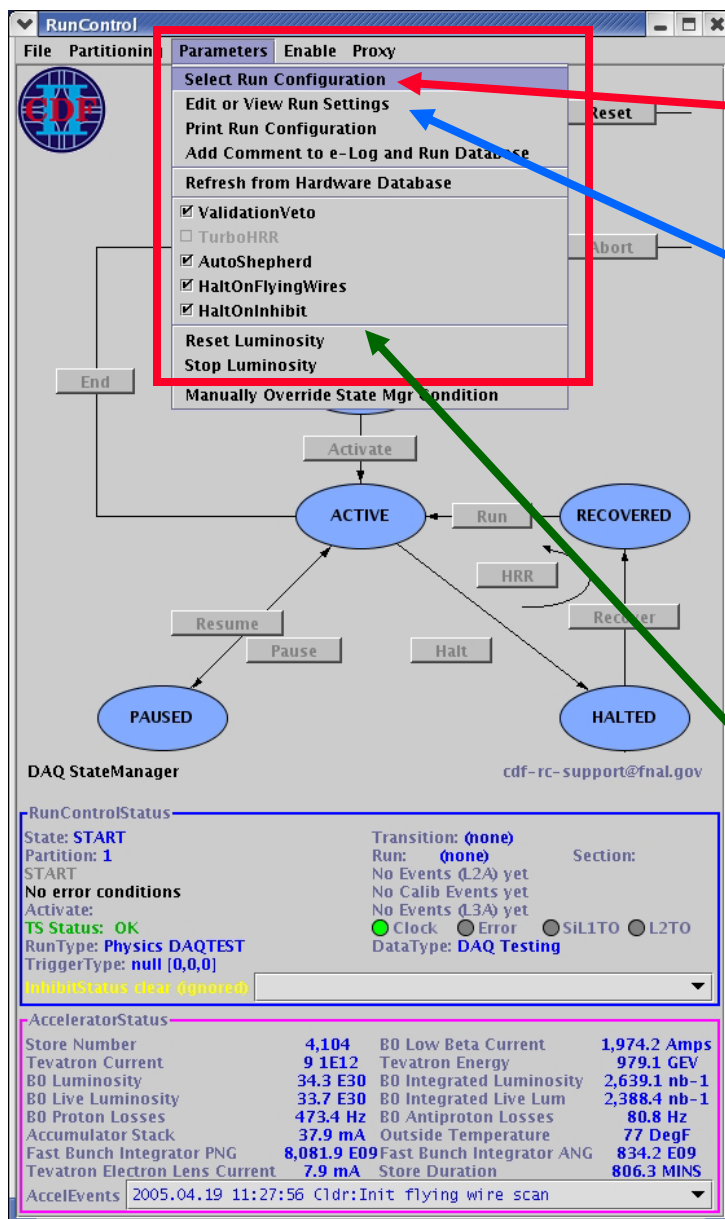 RunControl
File Partitioning Parameters Enable Proxy
CDF
II
Select Run Configuration
Edit or View Run Settings
Print Run Configuration
Add Comment to e-Log and Run Database
Refresh from Hardware Database
ValidationVeto
TurboHRR
AutoShepherd
HaltOnFlyingWires
HaltOnInhibit
Reset Luminosity
Stop Luminosity
Manually Override State Mgr Condition
Reset
Abort
End
Activate
ACTIVE
Run
RECOVERED
HRR
Resume
Recover
Pause
Halt
PAUSED
HALTED
DAQ StateManager
cdf-rc-support@fnal.gov
RunControlStatus
State: START Transition: (none)
Partition: 1 Run: (none) Section:
START No Events (L2A) yet
No error conditions No Calib Events yet
Activate: No Events (L3A) yet
TS Status: OK Clock Error SiL1TO L2TO
RunType: Physics DAQTEST DataType: DAQ Testing
TriggerType: null [0,0,0]
InhibitStatus clear (ignored)
AcceleratorStatus
Store Number 4,104 B0 Low Beta Current 1,974.2 Amps
Tevatron Current 9 1E12 Tevatron Energy 979.1 GEV
B0 Luminosity 34.3 E30 B0 Integrated Luminosity 2,639.1 nb-1
B0 Live Luminosity 33.7 E30 B0 Integrated Live Lum 2,388.4 nb-1
B0 Proton Losses 473.4 Hz B0 Antiproton Losses 80.8 Hz
Accumulator Stack 37.9 mA Outside Temperature 77 DegF
Fast Bunch Integrator PNG 8,081.9 E09 Fast Bunch Integrator ANG 834.2 E09
Tevatron Electron Lens Current 7.9 mA Store Duration 806.3 MINS
AccelEvents 2005.04.19 11:27:56 Cldr:Init flying wire scan